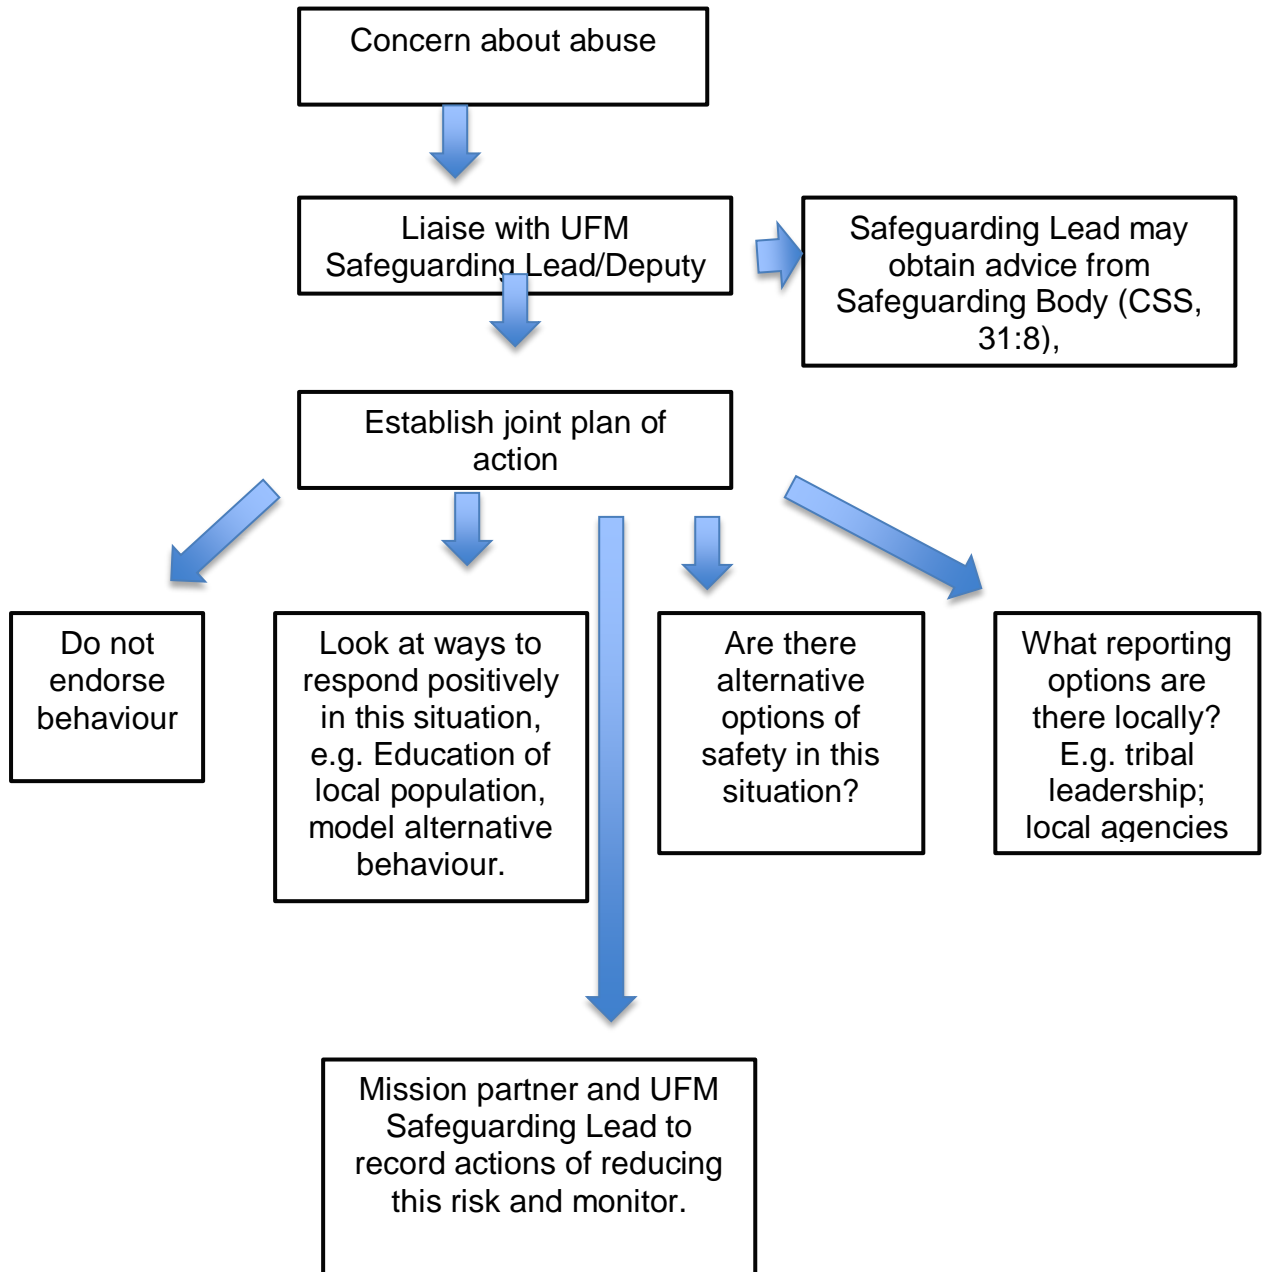 Concern about abuse
Liaise with UFM
Safeguarding Lead/Deputy
Safeguarding Lead may
obtain advice from
Safeguarding Body (CSS,
31:8),
Establish joint plan of
action
Do not
endorse
behaviour
Look at ways to
respond positively
in this situation,
e.g. Education of
local population,
model alternative
behaviour.
Are there
alternative
options of
safety in this
situation?
What reporting
options are
there locally?
E.g. tribal
leadership;
local agencies
Mission partner and UFM
Safeguarding Lead to
record actions of reducing
this risk and monitor.